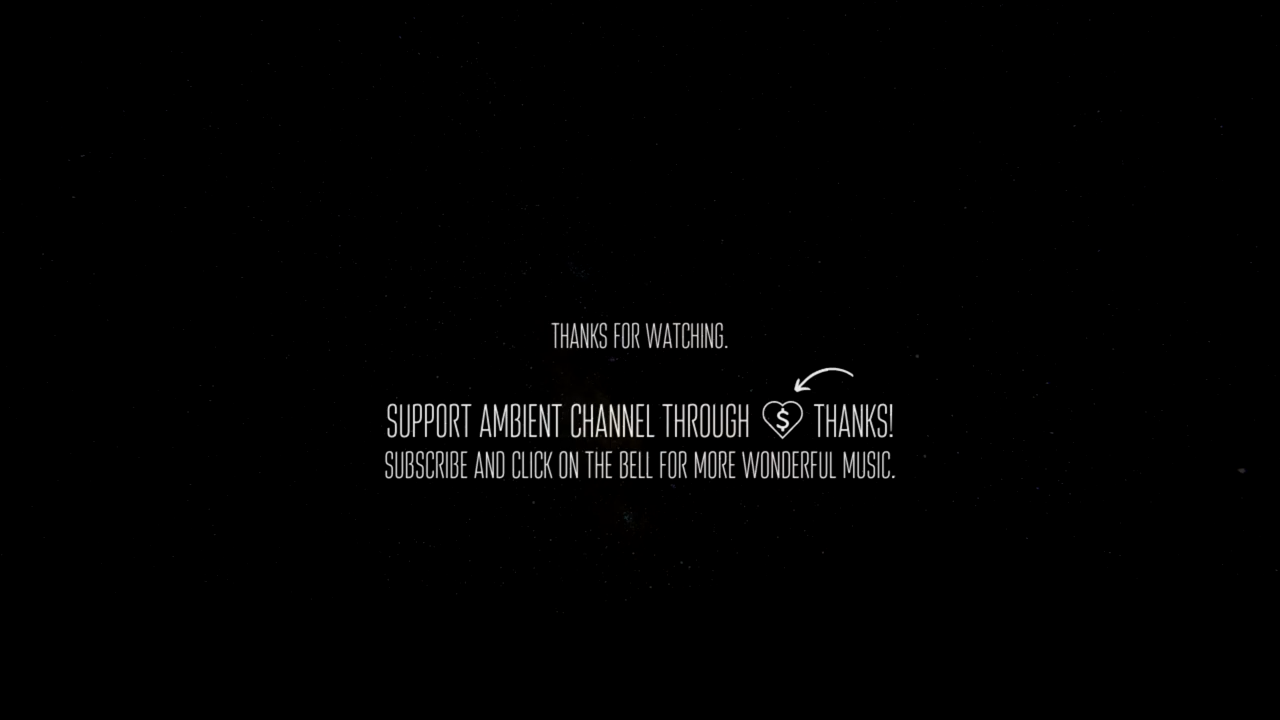 THANKS FOR WATCHING.
SUPPORT AMBIENT CHANNEL THROUGH $ THANKS!
SUBSCRIBE AND CLICK ON THE BELL FOR MORE WONDERFUL MUSIC.